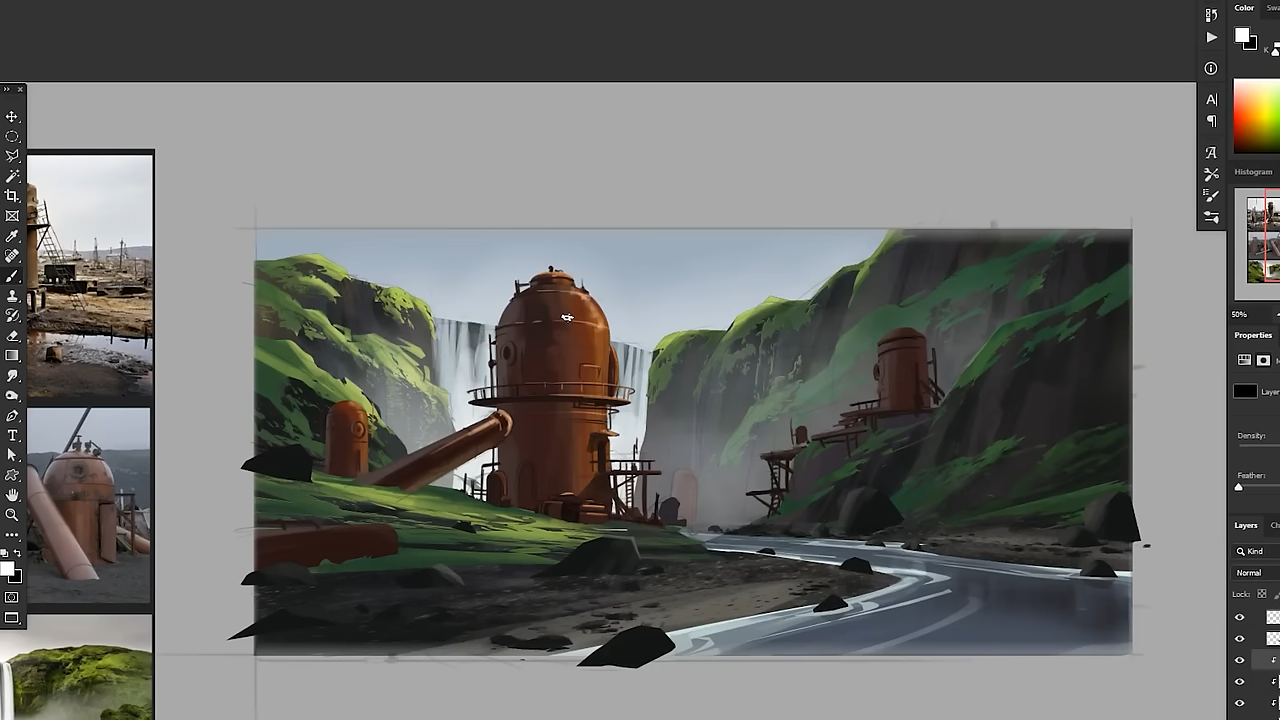 Color
K
Histogram
50%
Properties
Density:
Feather:
Layers
Kind
Normal
Lock: